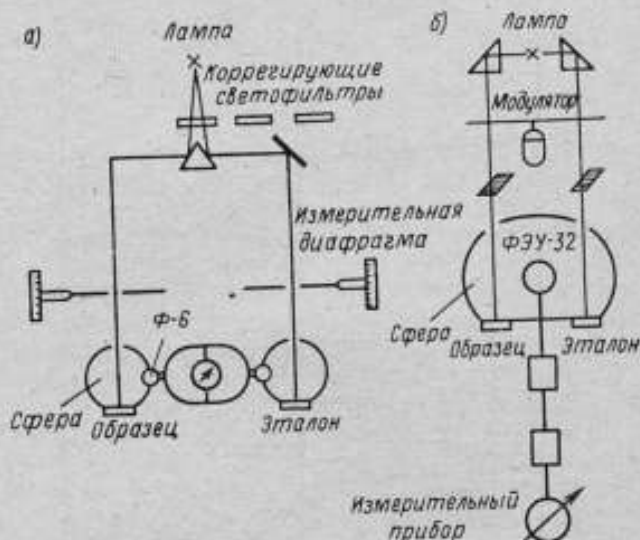 а)
Лампа
Коррегирующие
светофильтры
Измерительная
диафрагма
Ф-6
Сфера
Образец
Эталон
б)
Лампа
Модулятор
ФЭУ-32
Сфера
Образец
Эталон
Измерительный
прибор